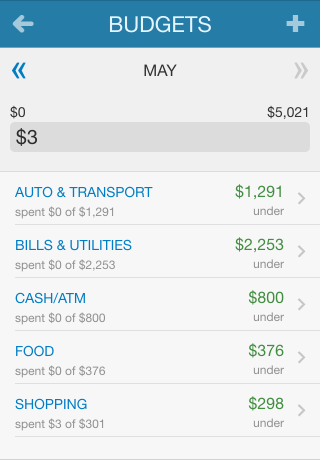 BUDGETS
MAY
$0 $5,021
$3
AUTO & TRANSPORT $1,291
spent $0 of $1,291 under
BILLS & UTILITIES $2,253
spent $0 of $2,253 under
CASH/ATM $800
spent $0 of $800 under
FOOD $376
spent $0 of $376 under
SHOPPING $298
spent $3 of $301 under